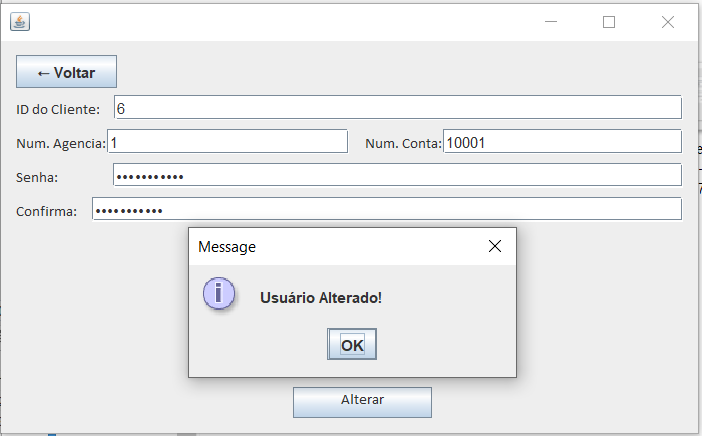 ← Voltar
ID do Cliente: 6
Num. Agencia: 1 Num. Conta: 10001
Senha: •••••••••••
Confirma: •••••••••••
Message
Usuário Alterado!
OK
Alterar